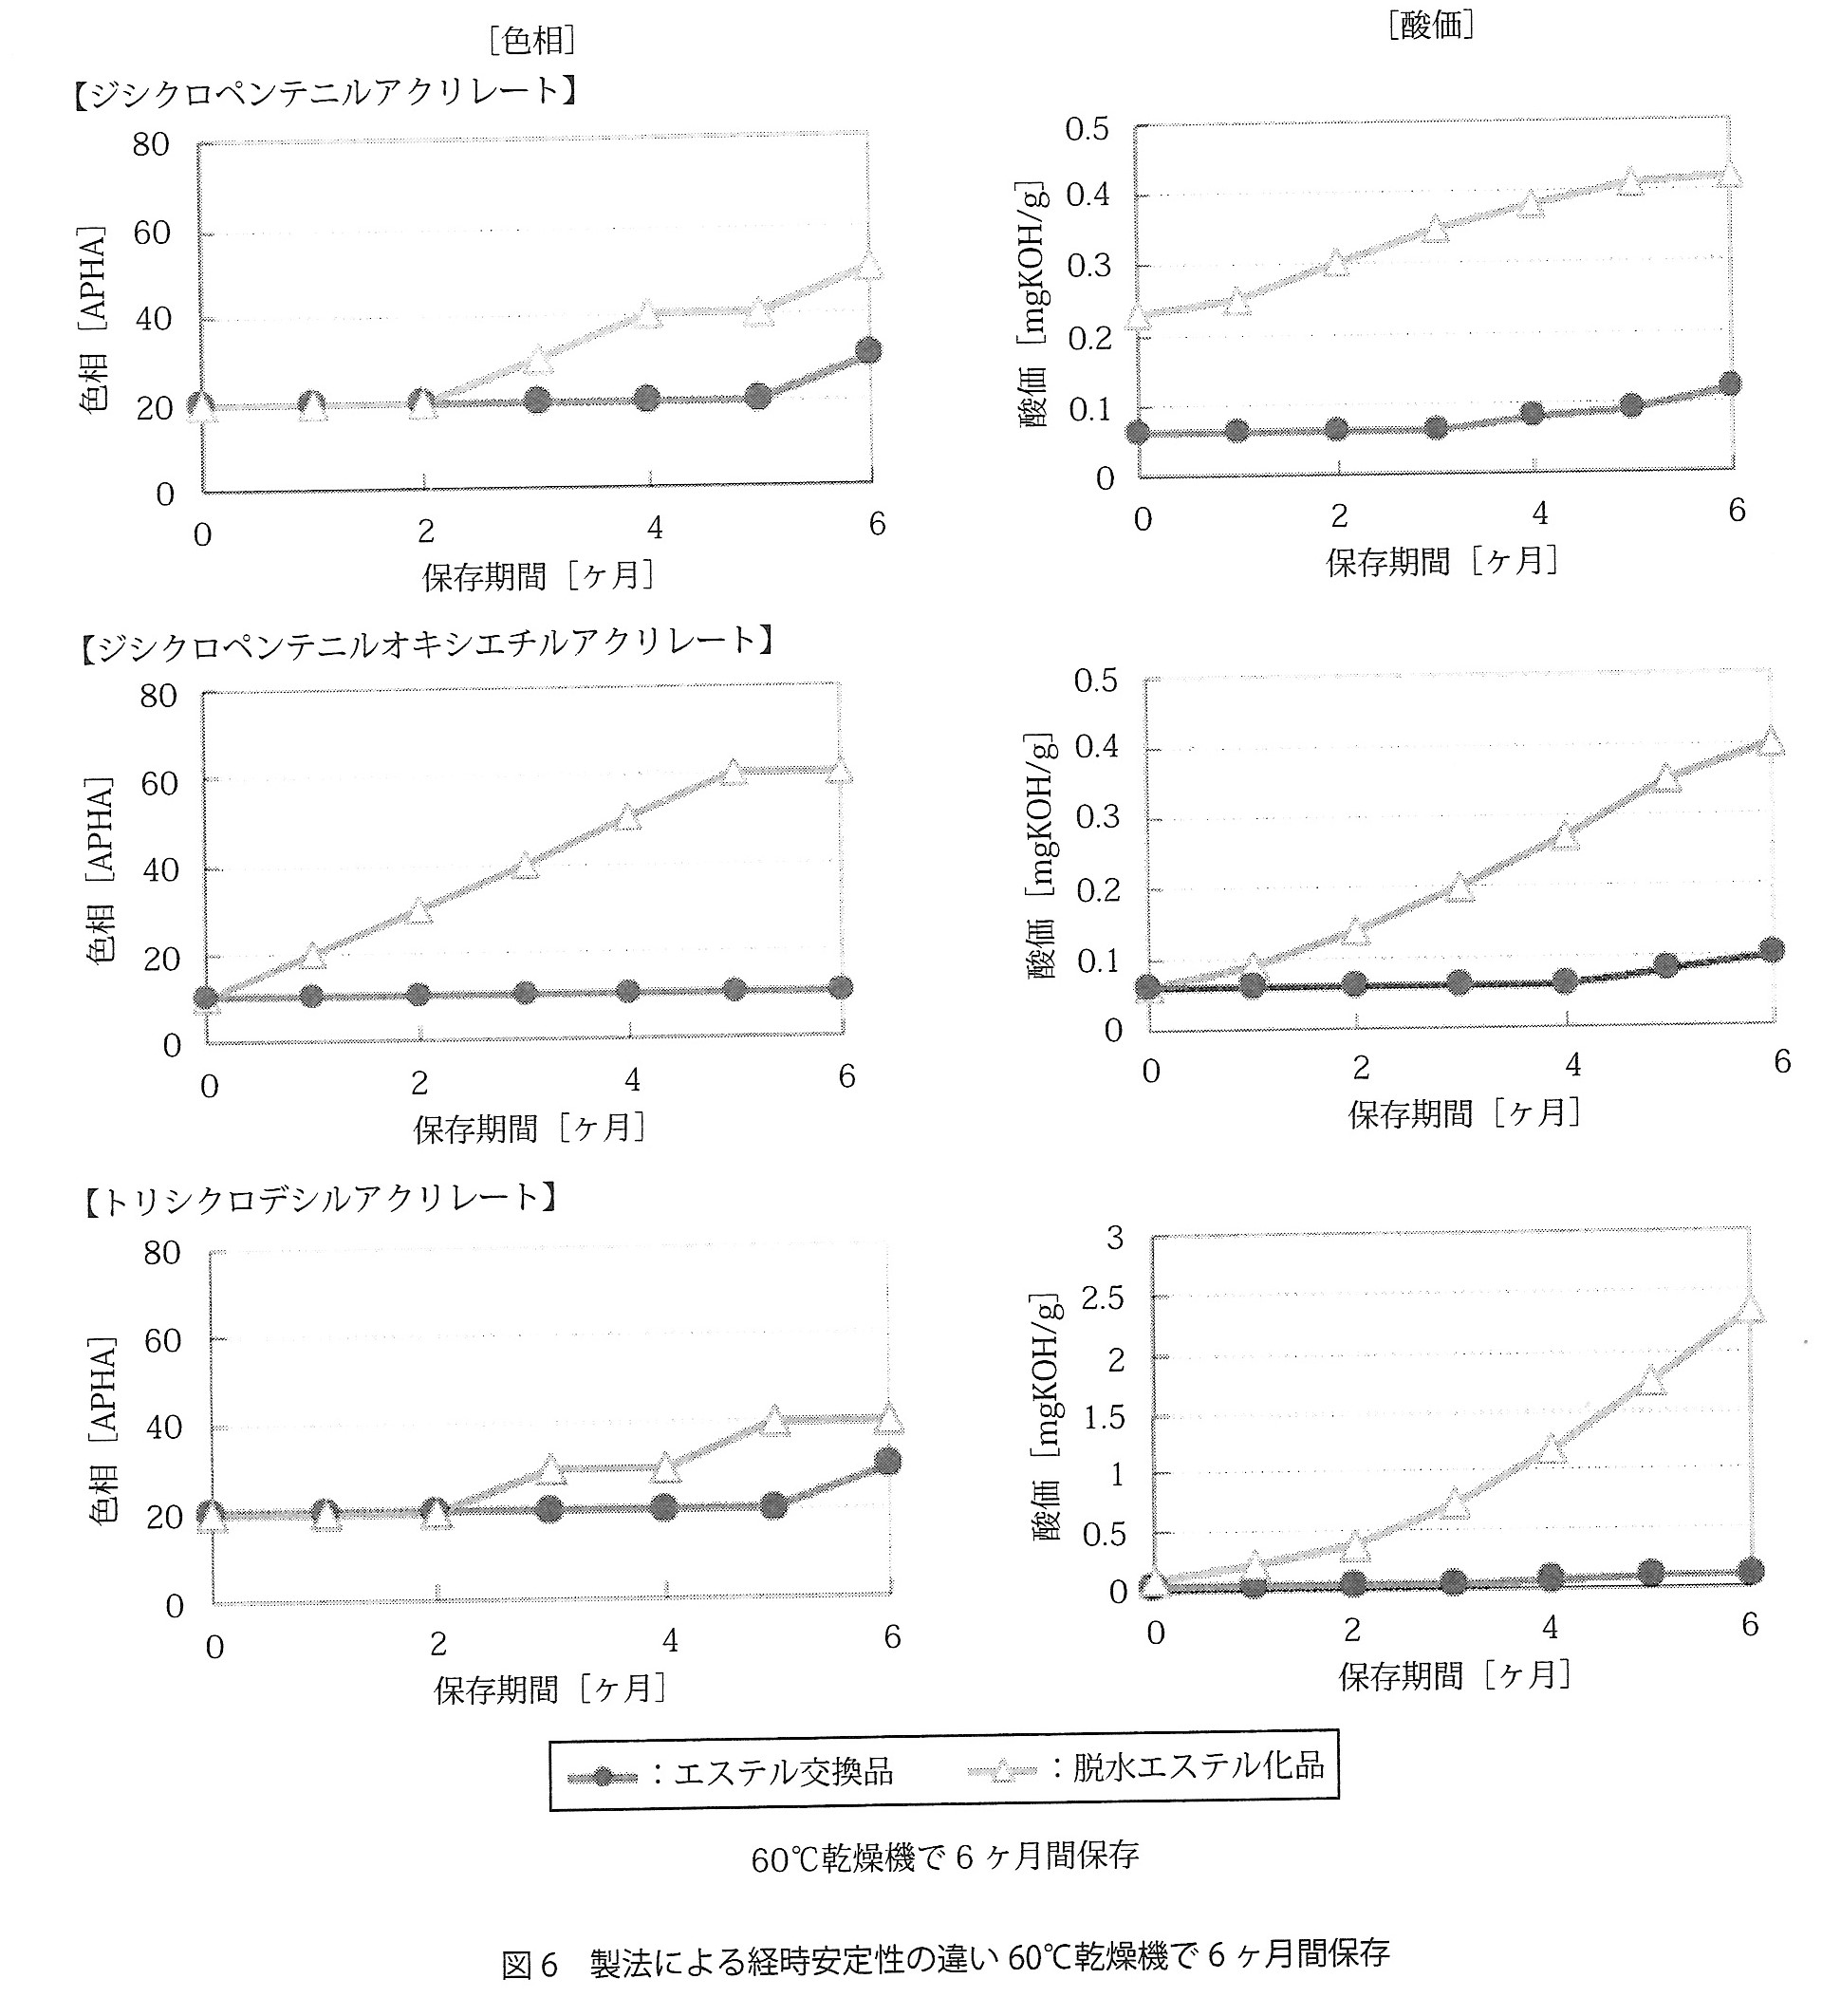 ［色相］
［酸価］
【ジシクロペンテニルアクリレート】
80
60
40
20
0
色相［APHA］
0 2 4 6
保存期間［ヶ月］
0.5
0.4
0.3
0.2
0.1
0
酸価［mgKOH/g］
0 2 4 6
保存期間［ヶ月］
【ジシクロペンテニルオキシエチルアクリレート】
80
60
40
20
0
色相［APHA］
0 2 4 6
保存期間［ヶ月］
0.5
0.4
0.3
0.2
0.1
0
酸価［mgKOH/g］
0 2 4 6
保存期間［ヶ月］
【トリシクロデシルアクリレート】
80
60
40
20
0
色相［APHA］
0 2 4 6
保存期間［ヶ月］
3
2.5
2
1.5
1
0.5
0
酸価［mgKOH/g］
0 2 4 6
保存期間［ヶ月］
：エステル交換品 ：脱水エステル化品
60℃乾燥機で6ヶ月間保存
図6　製法による経時安定性の違い60℃乾燥機で6ヶ月間保存